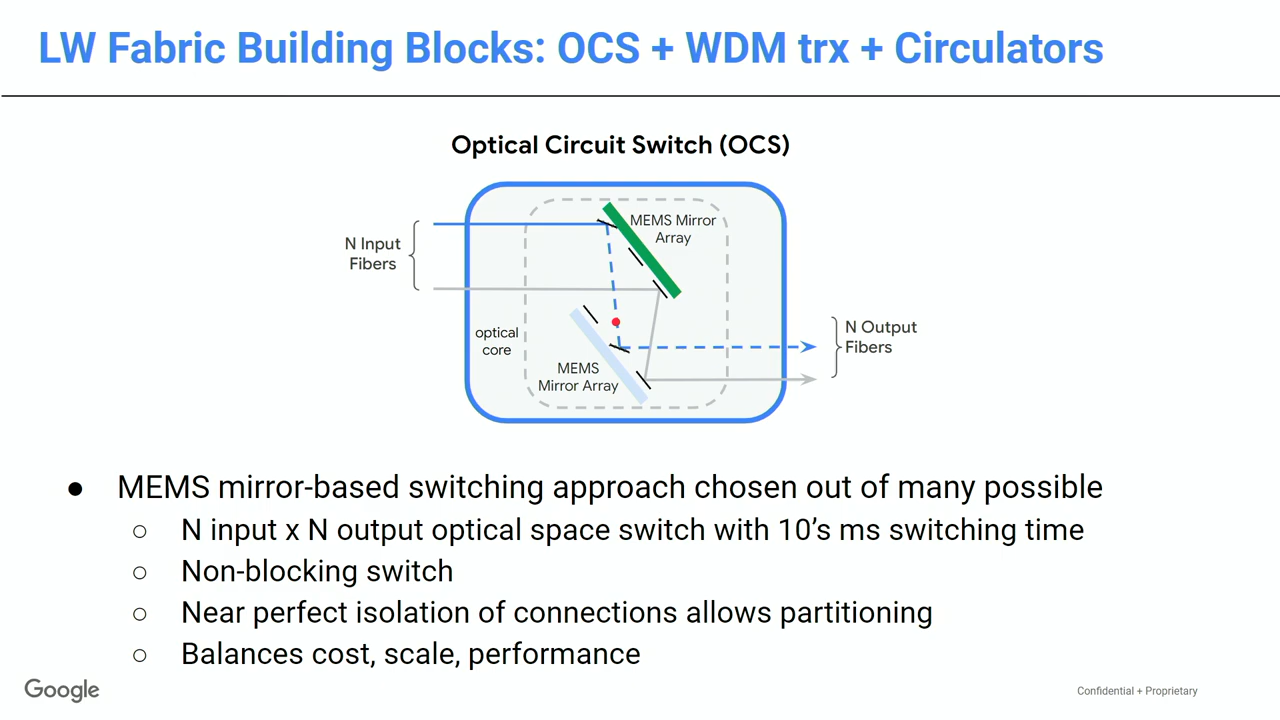 LW Fabric Building Blocks: OCS + WDM trx + Circulators
Optical Circuit Switch (OCS)
MEMS Mirror
Array
N Input
Fibers
optical
core
N Output
Fibers
MEMS
Mirror Array
● MEMS mirror-based switching approach chosen out of many possible
○ N input x N output optical space switch with 10’s ms switching time
○ Non-blocking switch
○ Near perfect isolation of connections allows partitioning
○ Balances cost, scale, performance
Google
Confidential + Proprietary